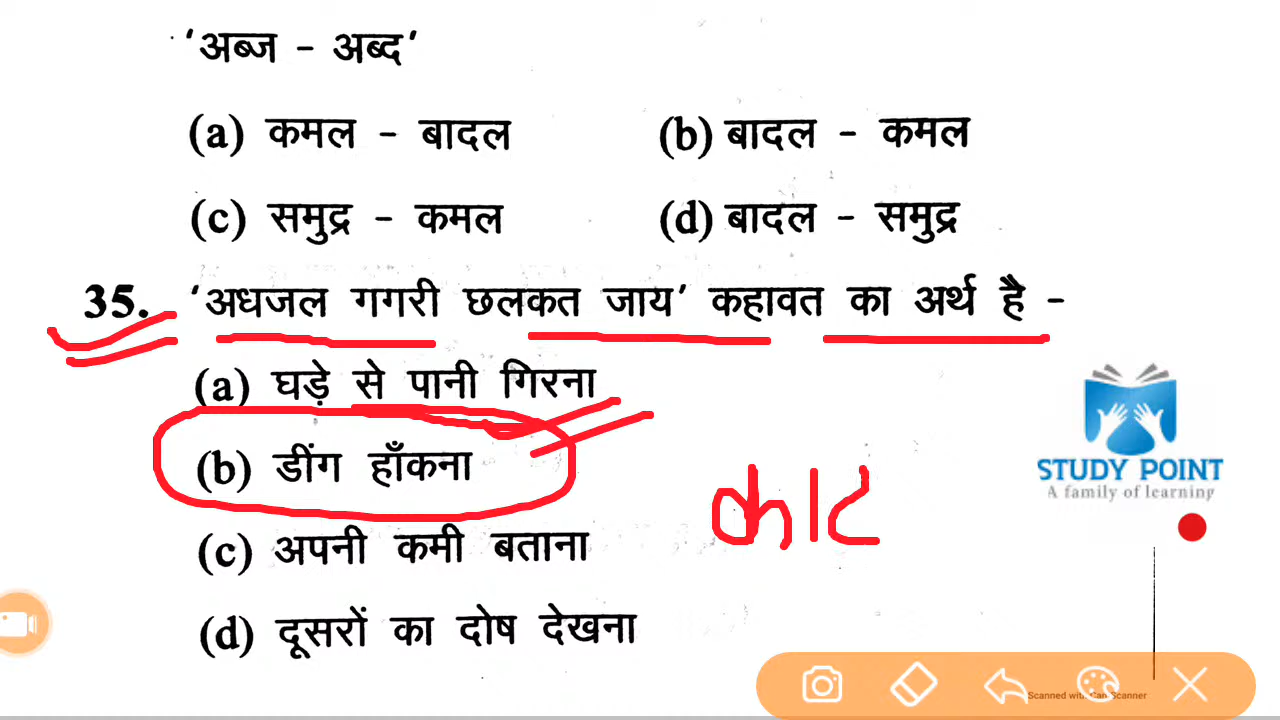 'अब्ज - अब्द'
(a) कमल - बादल (b) बादल - कमल
(c) समुद्र - कमल (d) बादल - समुद्र
35. 'अधजल गगरी छलकत जाय' कहावत का अर्थ है -
(a) घड़े से पानी गिरना
(b) डींग हाँकना
(c) अपनी कमी बताना
(d) दूसरों का दोष देखना
STUDY POINT
A family of learning